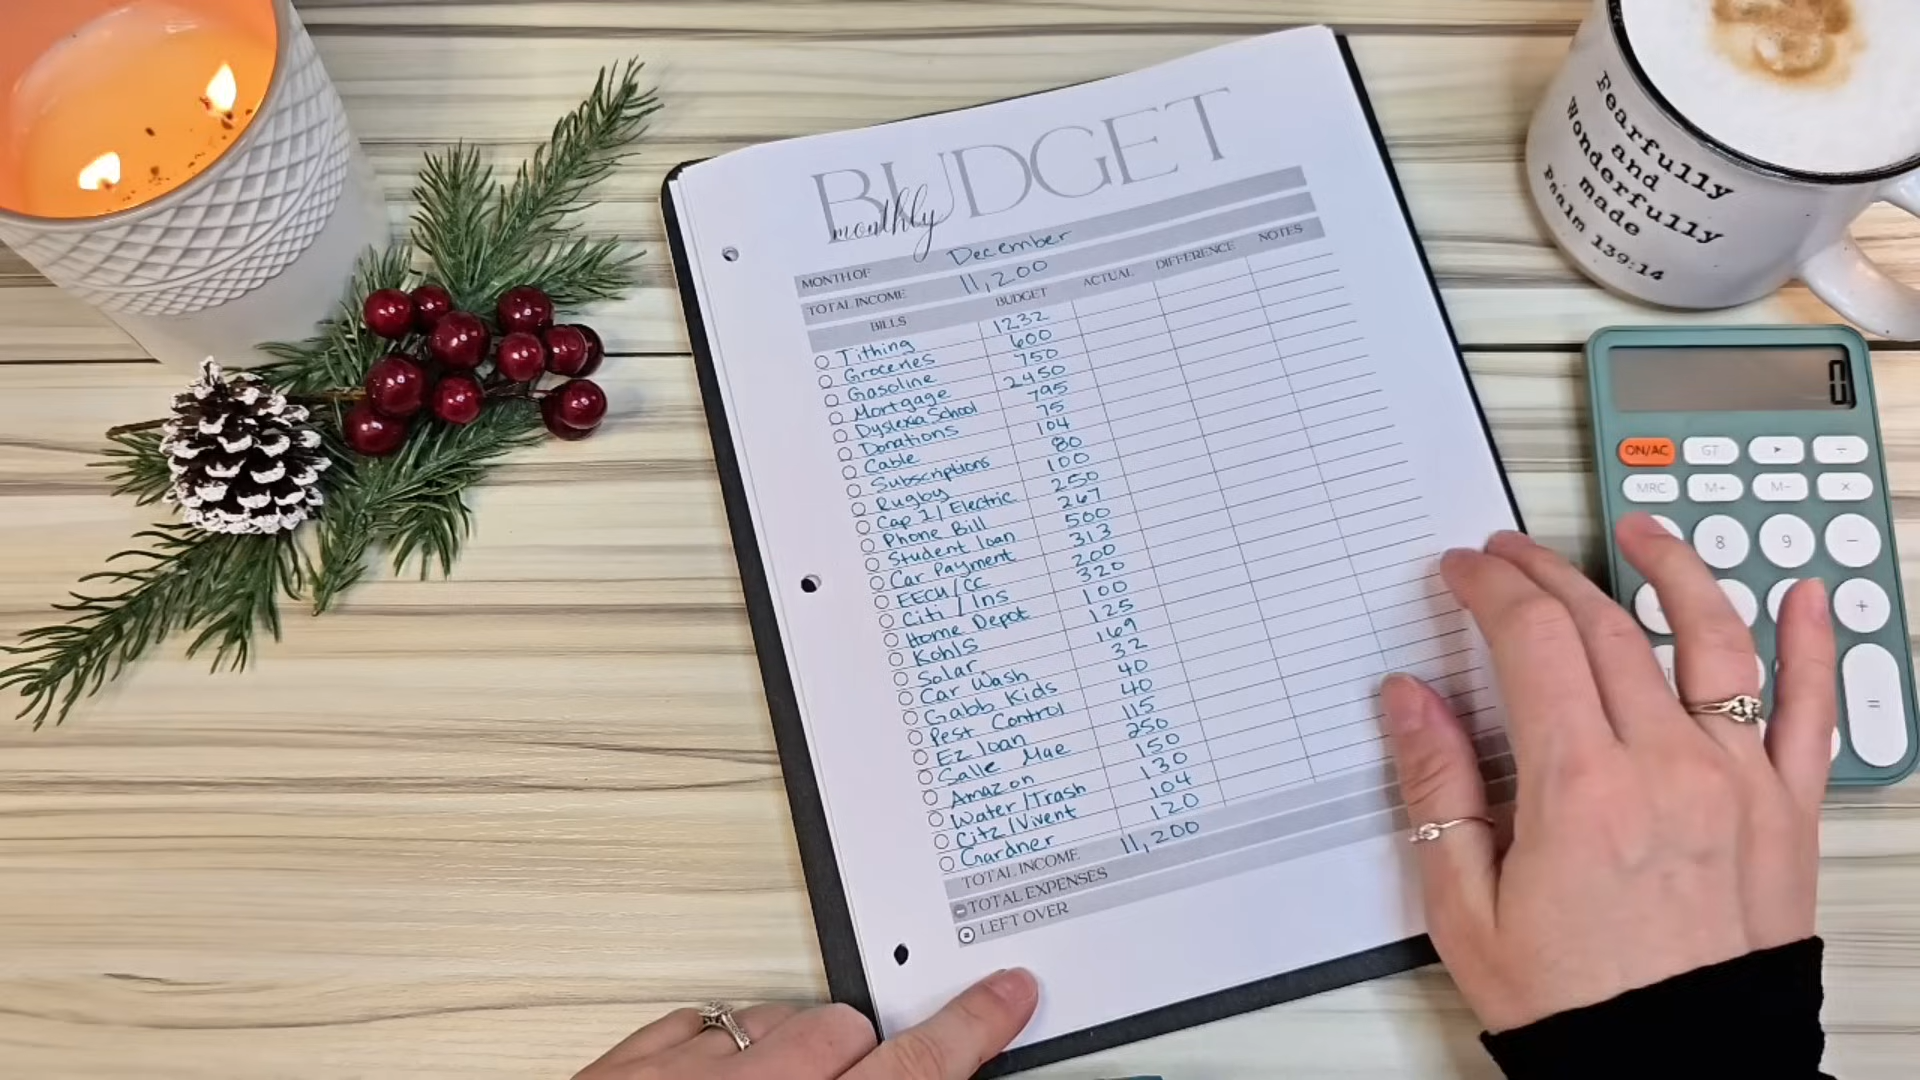 BUDGET
monthly
MONTH OF December
TOTAL INCOME 11,200
BILLS BUDGET ACTUAL DIFFERENCE NOTES
Tithing 1232
Groceries 600
Gasoline 750
Mortgage 2450
Dyslexia School 795
Donations 75
Cable 104
Subscriptions 80
Rugby 100
Cap 1/ Electric 250
Phone Bill 267
Student loan 500
Car Payment 313
EECU/CC 200
Citi / Ins 320
Home Depot 100
Kohls 125
Solar 169
Car Wash 32
Gabb Kids 40
Pest Control 40
Ez loan 115
Salle Mae 250
Amazon 150
Water/Trash 130
Citz/Vivent 104
Gardner 120
TOTAL INCOME 11,200
- TOTAL EXPENSES
= LEFT OVER
Fearfully
and
Wonderfully
made
Psalm 139:14
0
ON/AC GT ÷
MRC M+ M- ×
8 9 −
+
=